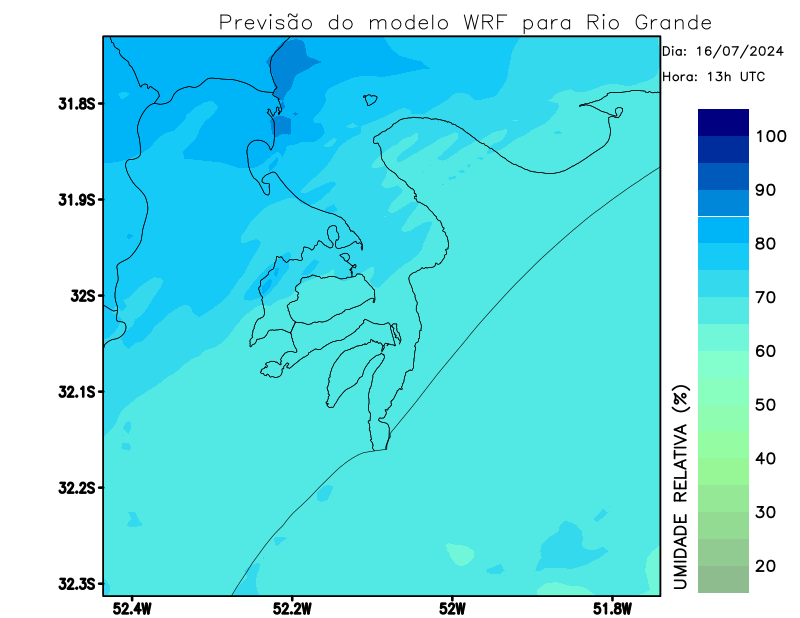 Previsão do modelo WRF para Rio Grande
Dia: 16/07/2024
Hora: 13h UTC
31.8S
31.9S
32S
32.1S
32.2S
32.3S
52.4W
52.2W
52W
51.8W
100
90
80
70
60
50
40
30
20
UMIDADE RELATIVA (%)